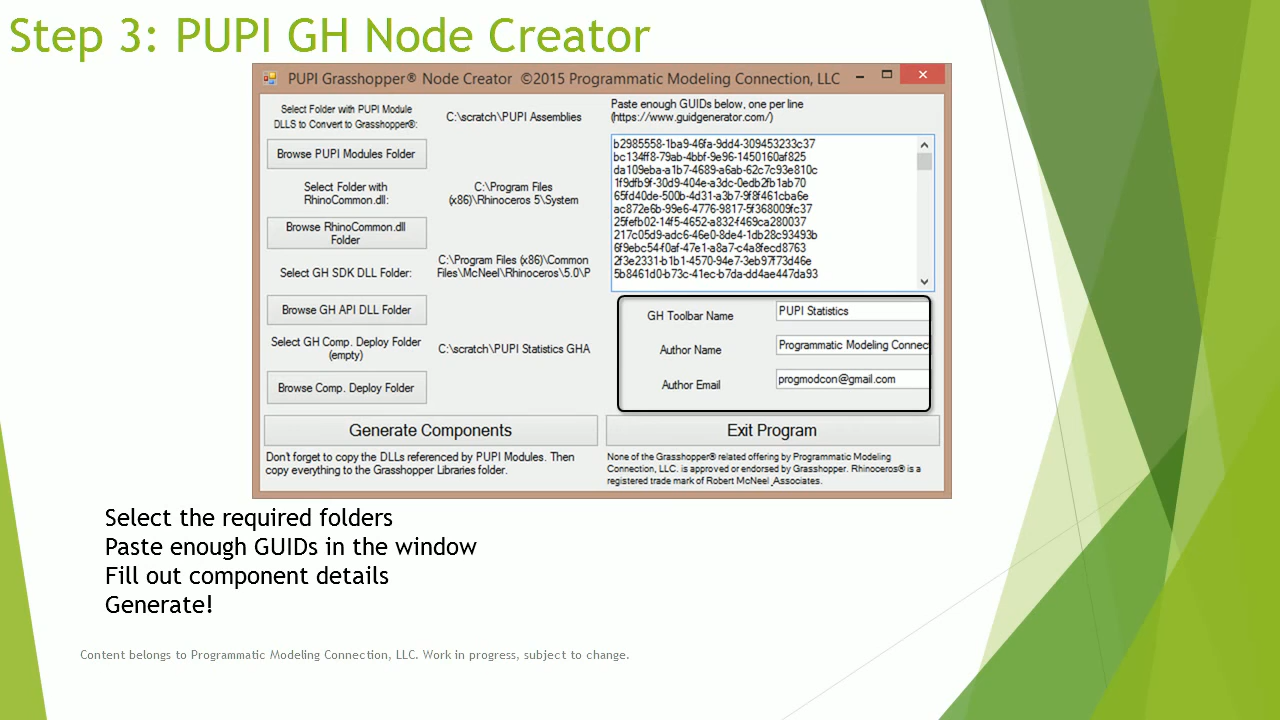 Step 3: PUPI GH Node Creator
PUPI Grasshopper® Node Creator ©2015 Programmatic Modeling Connection, LLC
Select Folder with PUPI Module
DLLS to Convert to Grasshopper®:
C:\scratch\PUPI Assemblies
Browse PUPI Modules Folder
Select Folder with
RhinoCommon.dll:
C:\Program Files
(x86)\Rhinoceros 5\System
Browse RhinoCommon.dll
Folder
Select GH SDK DLL Folder:
C:\Program Files (x86)\Common
Files\McNeel\Rhinoceros\5.0\P
Browse GH API DLL Folder
Select GH Comp. Deploy Folder
(empty)
C:\scratch\PUPI Statistics GHA
Browse Comp. Deploy Folder
Paste enough GUIDs below, one per line
(https://www.guidgenerator.com/)
b2985558-1ba9-46fa-9dd4-309453233c37
bc134ff8-79ab-4bbf-9e96-1450160af825
da109eba-a1b7-4689-a6ab-62c7c93e810c
1f9dfb9f-30d9-404e-a3dc-0edb2fb1ab70
65fd40de-500b-4d31-a3b7-9f8f461cba6e
ac872e6b-99e6-4776-9817-5f368009fc37
25fefb02-14f5-4652-a832-f469ca280037
217c05d9-adc6-46e0-8de4-1db28c93493b
6f9ebc54-f0af-47e1-a8a7-c4a8fecd8763
2f3e2331-b1b1-4570-94e7-3eb97f73d46e
5b8461d0-b73c-41ec-b7da-dd4ae447da93
GH Toolbar Name
PUPI Statistics
Author Name
Programmatic Modeling Connec
Author Email
progmodcon@gmail.com
Generate Components
Exit Program
Don't forget to copy the DLLs referenced by PUPI Modules. Then
copy everything to the Grasshopper Libraries folder.
None of the Grasshopper® related offering by Programmatic Modeling
Connection, LLC. is approved or endorsed by Grasshopper. Rhinoceros® is a
registered trade mark of Robert McNeel _Associates.
Select the required folders
Paste enough GUIDs in the window
Fill out component details
Generate!
Content belongs to Programmatic Modeling Connection, LLC. Work in progress, subject to change.